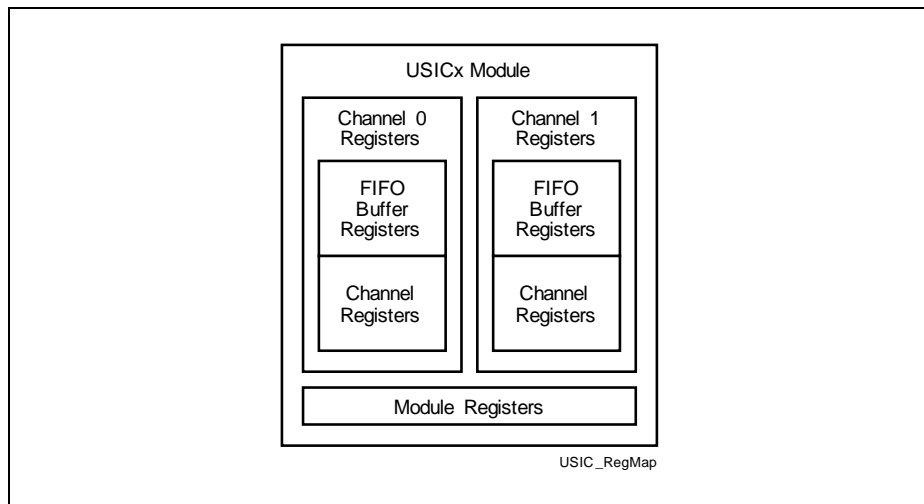 USICx Module
Channel 0
Registers
FIFO
Buffer
Registers
Channel
Registers
Channel 1
Registers
FIFO
Buffer
Registers
Channel
Registers
Module Registers
USIC_RegMap